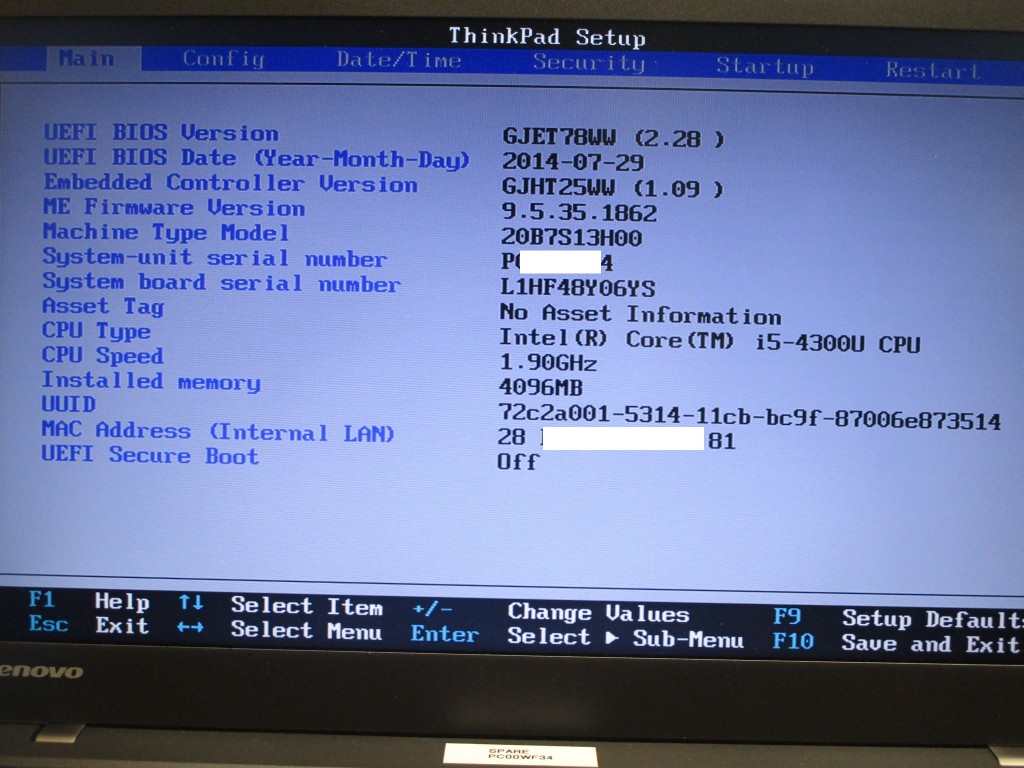 ThinkPad Setup
Main Config Date/Time Security Startup Restart
UEFI BIOS Version GJET78WW (2.28 )
UEFI BIOS Date (Year-Month-Day) 2014-07-29
Embedded Controller Version GJHT25WW (1.09 )
ME Firmware Version 9.5.35.1862
Machine Type Model 20B7S13H00
System-unit serial number P 4
System board serial number L1HF48Y06YS
Asset Tag No Asset Information
CPU Type Intel(R) Core(TM) i5-4300U CPU
CPU Speed 1.90GHz
Installed memory 4096MB
UUID 72c2a001-5314-11cb-bc9f-87006e873514
MAC Address (Internal LAN) 28 81
UEFI Secure Boot Off
F1 Help ↑↓ Select Item +/- Change Values F9 Setup Defaults
Esc Exit ←→ Select Menu Enter Select ▶ Sub-Menu F10 Save and Exit
enovo
SPARE
PC00WF34